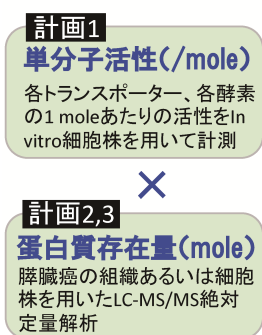 計画1
単分子活性(/mole)
各トランスポーター、各酵素
の1 moleあたりの活性をIn
vitro細胞株を用いて計測
×
計画2,3
蛋白質存在量(mole)
膵臓癌の組織あるいは細胞
株を用いたLC-MS/MS絶対
定量解析